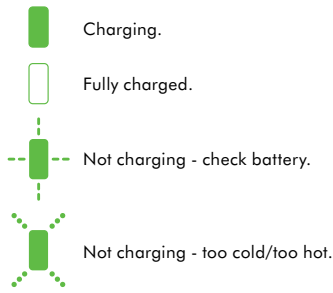 Charging.
Fully charged.
Not charging - check battery.
Not charging - too cold/too hot.